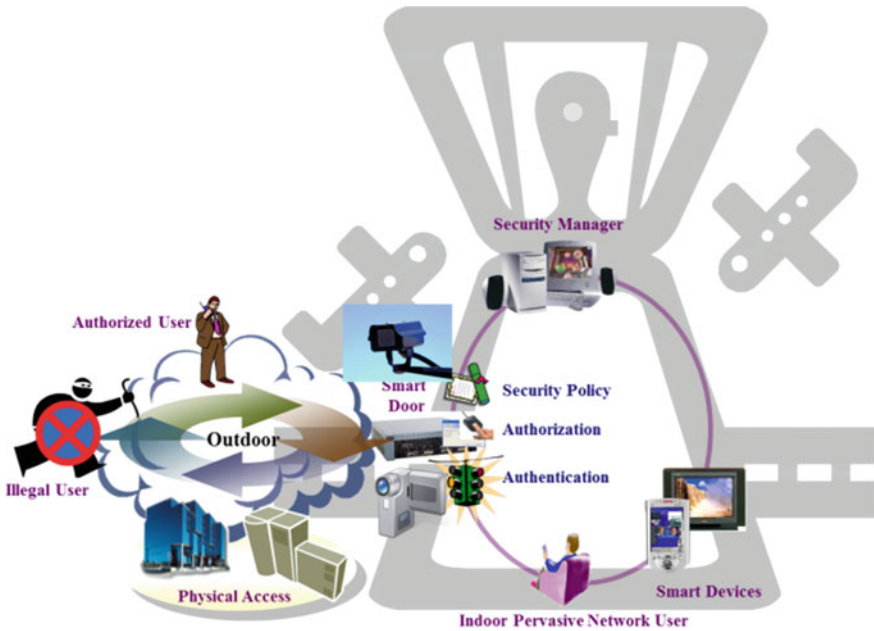 Security Manager
Authorized User
Smart
Door
Security Policy
Outdoor
Authorization
Authentication
Illegal User
Physical Access
Smart Devices
Indoor Pervasive Network User